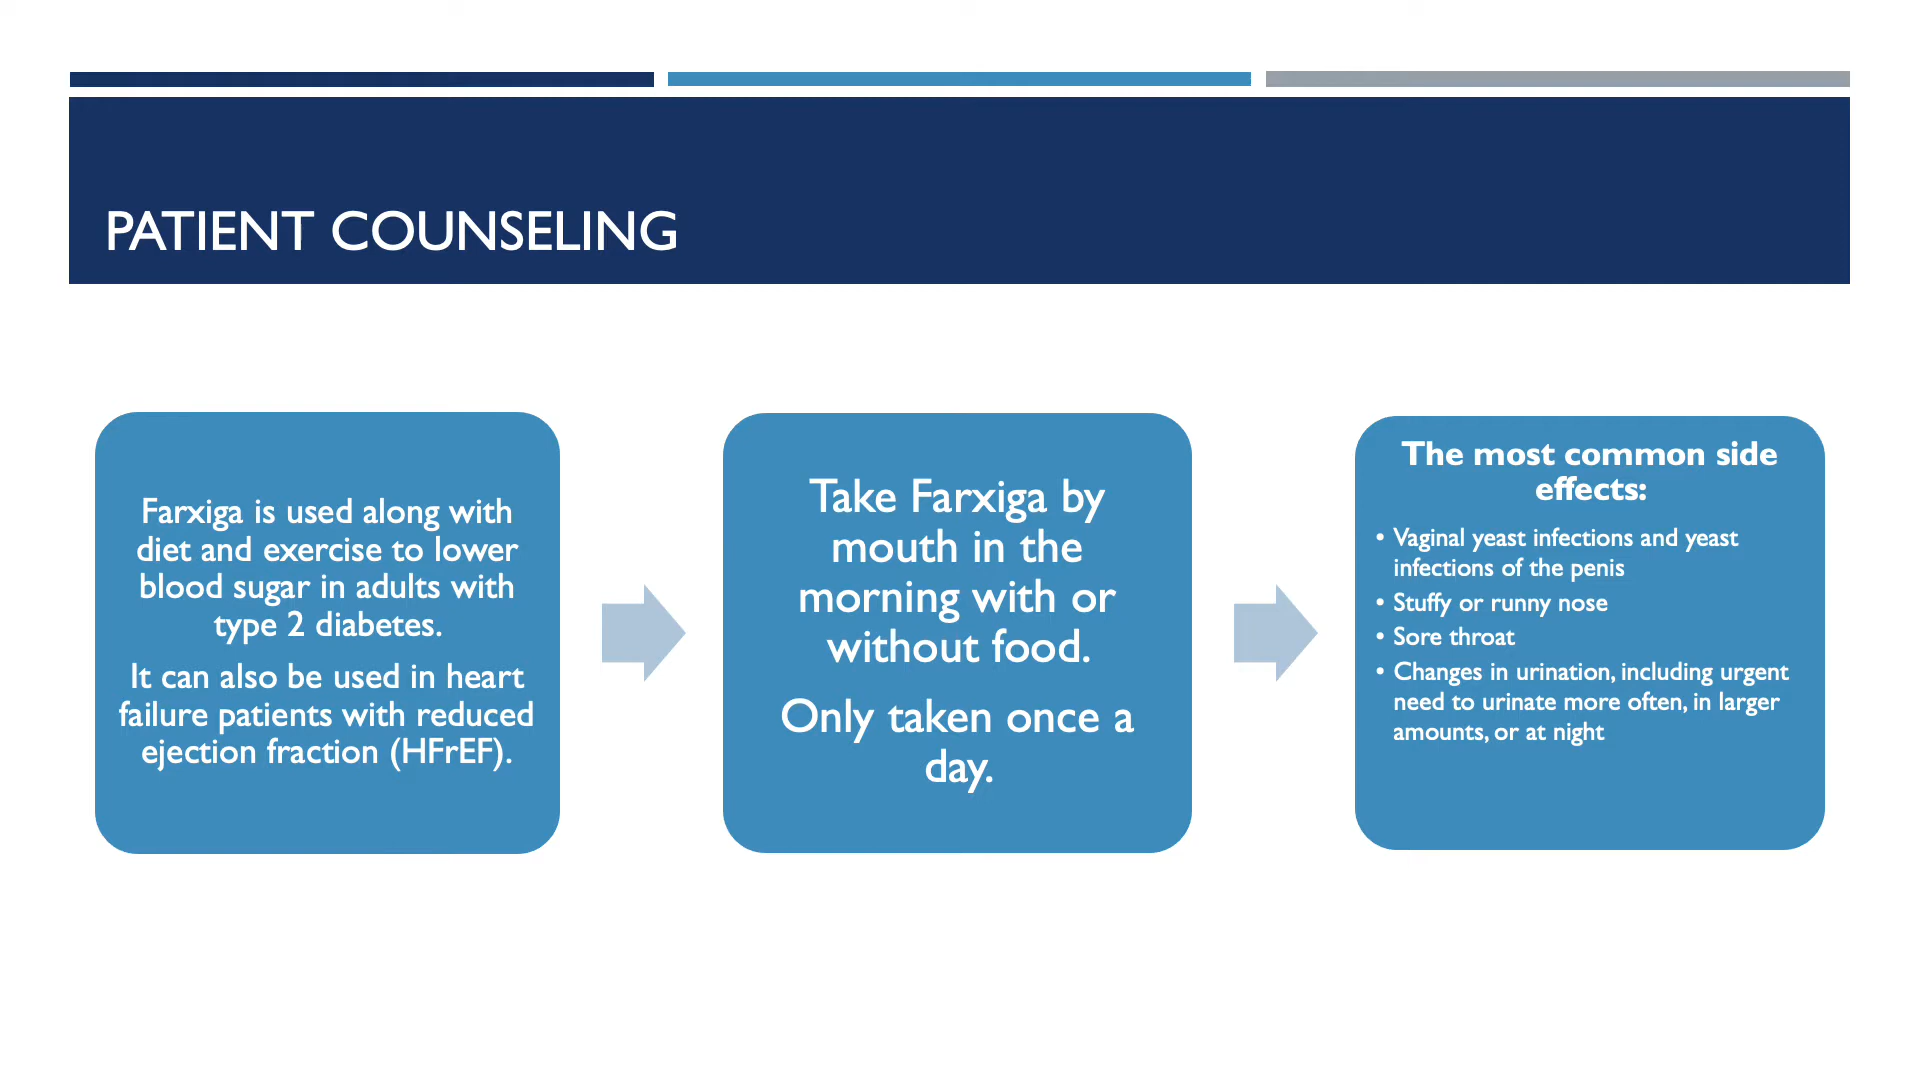 PATIENT COUNSELING
Farxiga is used along with
diet and exercise to lower
blood sugar in adults with
type 2 diabetes.
It can also be used in heart
failure patients with reduced
ejection fraction (HFrEF).
Take Farxiga by
mouth in the
morning with or
without food.
Only taken once a
day.
The most common side
effects:
• Vaginal yeast infections and yeast
infections of the penis
• Stuffy or runny nose
• Sore throat
• Changes in urination, including urgent
need to urinate more often, in larger
amounts, or at night